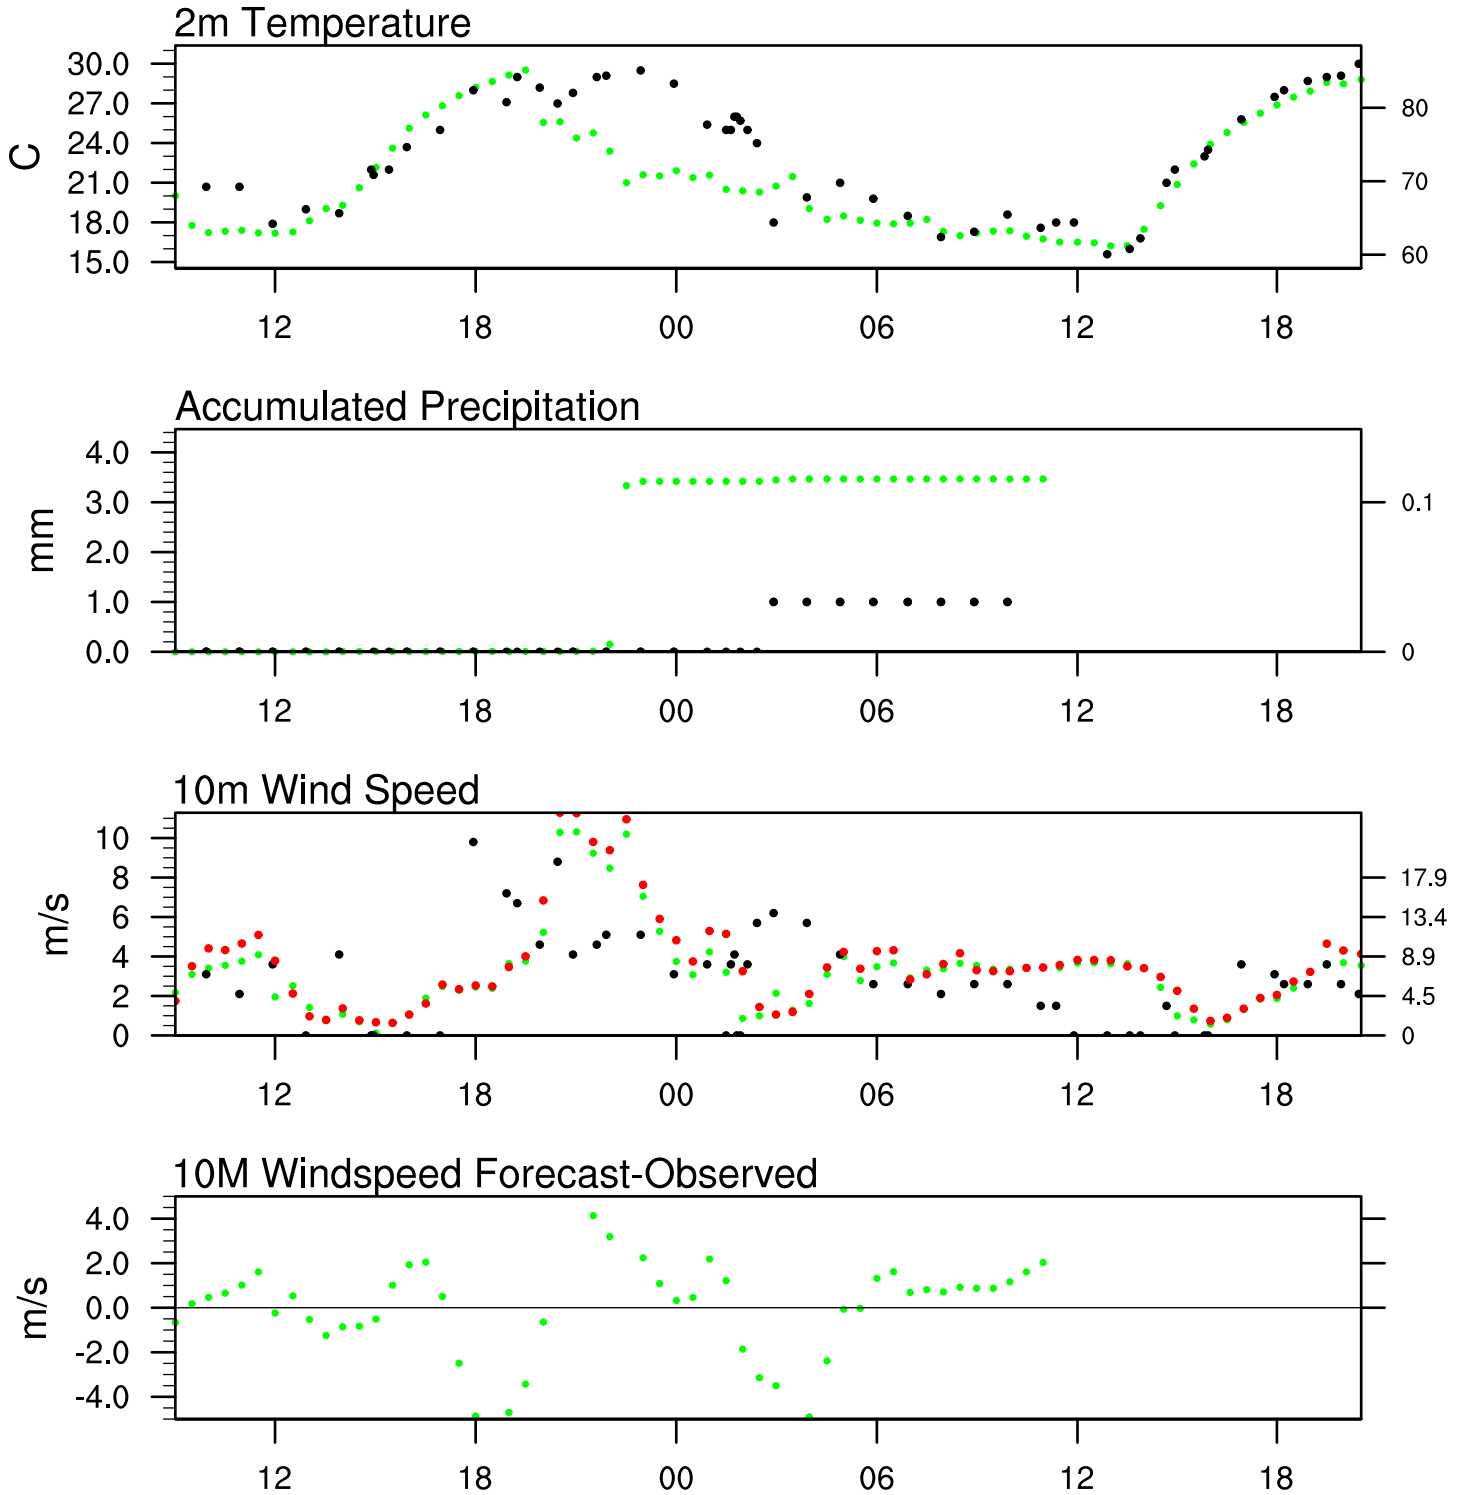 2m Temperature
30.0
27.0
24.0
21.0
18.0
15.0
C
80
70
60
12 18 00 06 12 18
Accumulated Precipitation
4.0
3.0
2.0
1.0
0.0
mm
0.1
0
12 18 00 06 12 18
10m Wind Speed
10
8
6
4
2
0
m/s
17.9
13.4
8.9
4.5
0
12 18 00 06 12 18
10M Windspeed Forecast-Observed
4.0
2.0
0.0
-2.0
-4.0
m/s
12 18 00 06 12 18